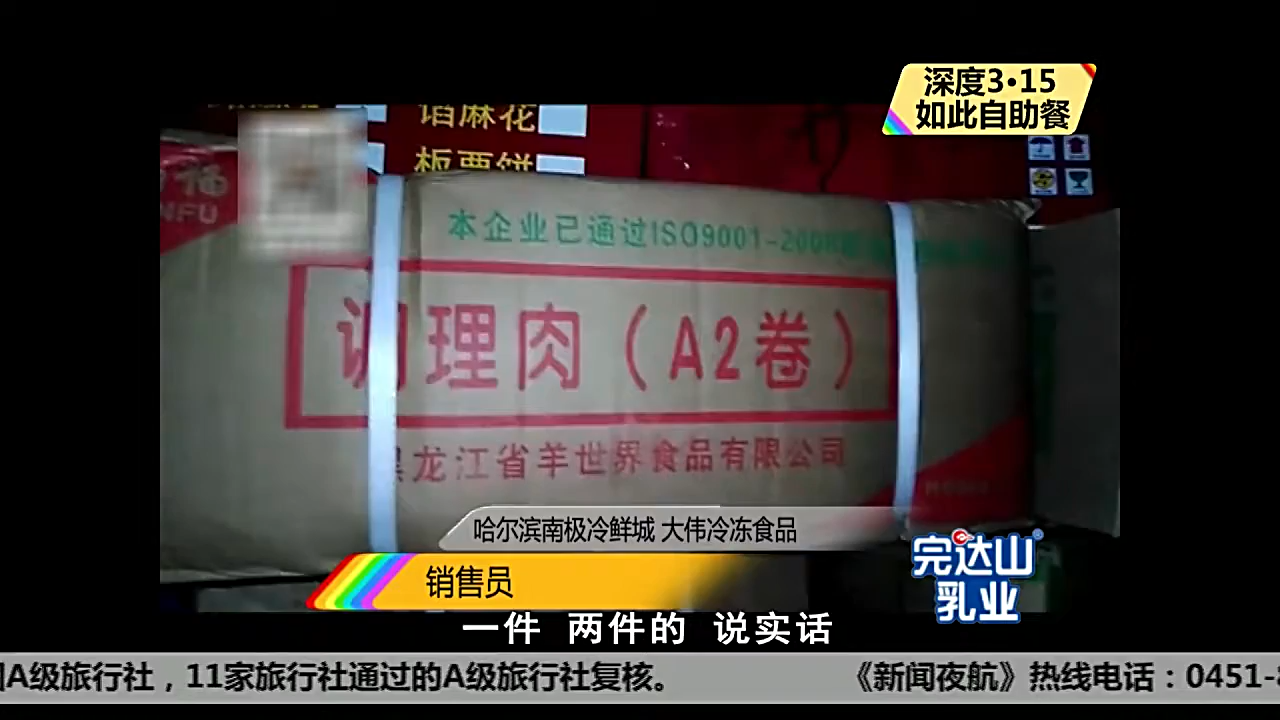 深度3·15
如此自助餐
馅麻花
板栗饼
福
NFU
本企业已通过ISO9001-2008
调理肉（A2卷）
黑龙江省羊世界食品有限公司
哈尔滨南极冷鲜城 大伟冷冻食品
销售员
完达山
乳业
一件 两件的 说实话
A级旅行社，11家旅行社通过的A级旅行社复核。 《新闻夜航》热线电话：0451-8